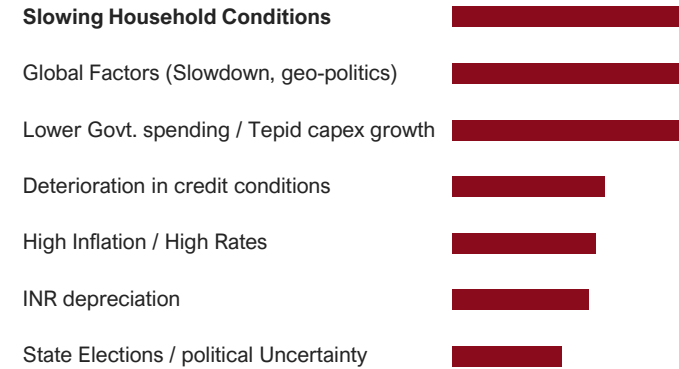 Slowing Household Conditions
Global Factors (Slowdown, geo-politics)
Lower Govt. spending / Tepid capex growth
Deterioration in credit conditions
High Inflation / High Rates
INR depreciation
State Elections / political Uncertainty